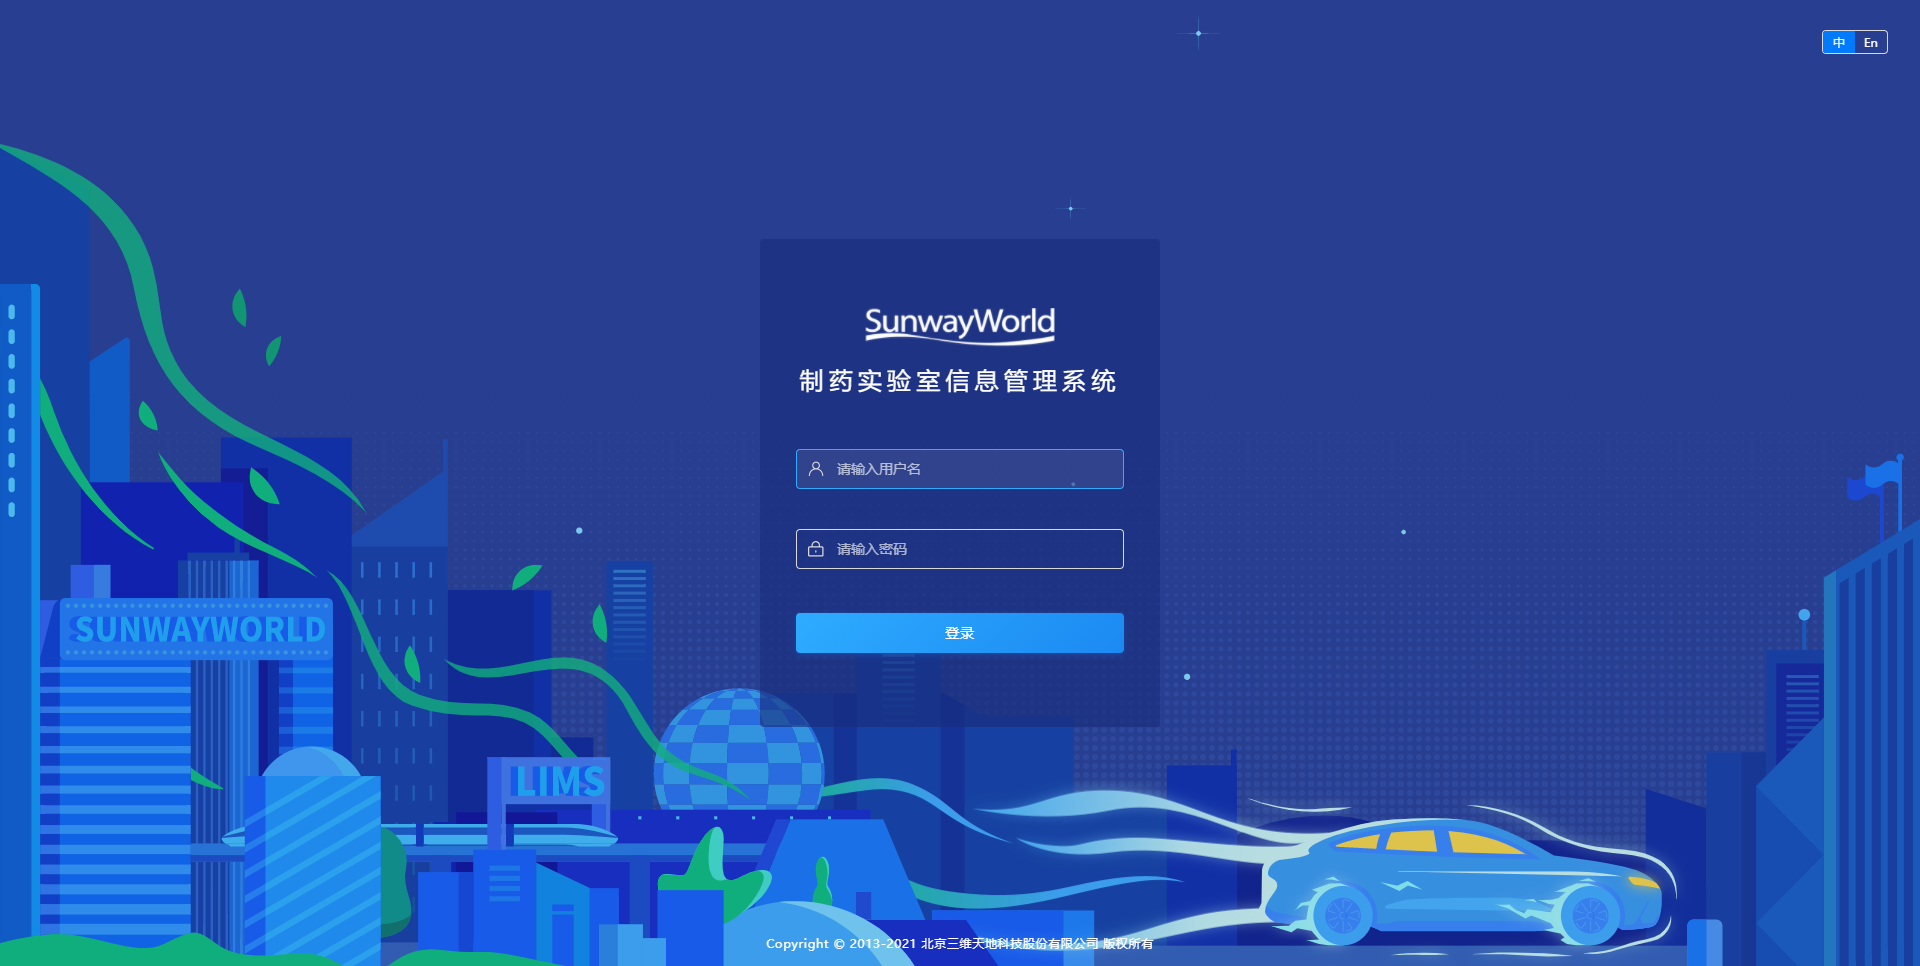 中 En
SunwayWorld
制药实验室信息管理系统
请输入用户名
请输入密码
登录
SUNWAYWORLD
LIMS
Copyright © 2013-2021 北京三维天地科技股份有限公司 版权所有